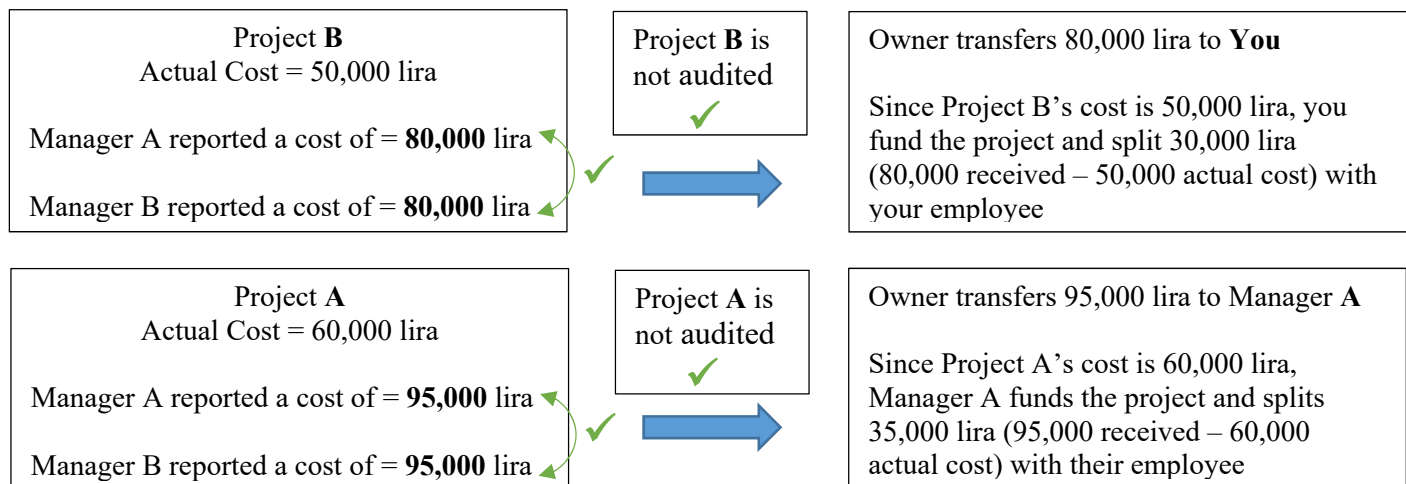 Project B
Actual Cost = 50,000 lira
Manager A reported a cost of = 80,000 lira
Manager B reported a cost of = 80,000 lira
Project B is
not audited
Owner transfers 80,000 lira to You
Since Project B’s cost is 50,000 lira, you
fund the project and split 30,000 lira
(80,000 received – 50,000 actual cost) with
your employee
Project A
Actual Cost = 60,000 lira
Manager A reported a cost of = 95,000 lira
Manager B reported a cost of = 95,000 lira
Project A is
not audited
Owner transfers 95,000 lira to Manager A
Since Project A’s cost is 60,000 lira,
Manager A funds the project and splits
35,000 lira (95,000 received – 60,000
actual cost) with their employee